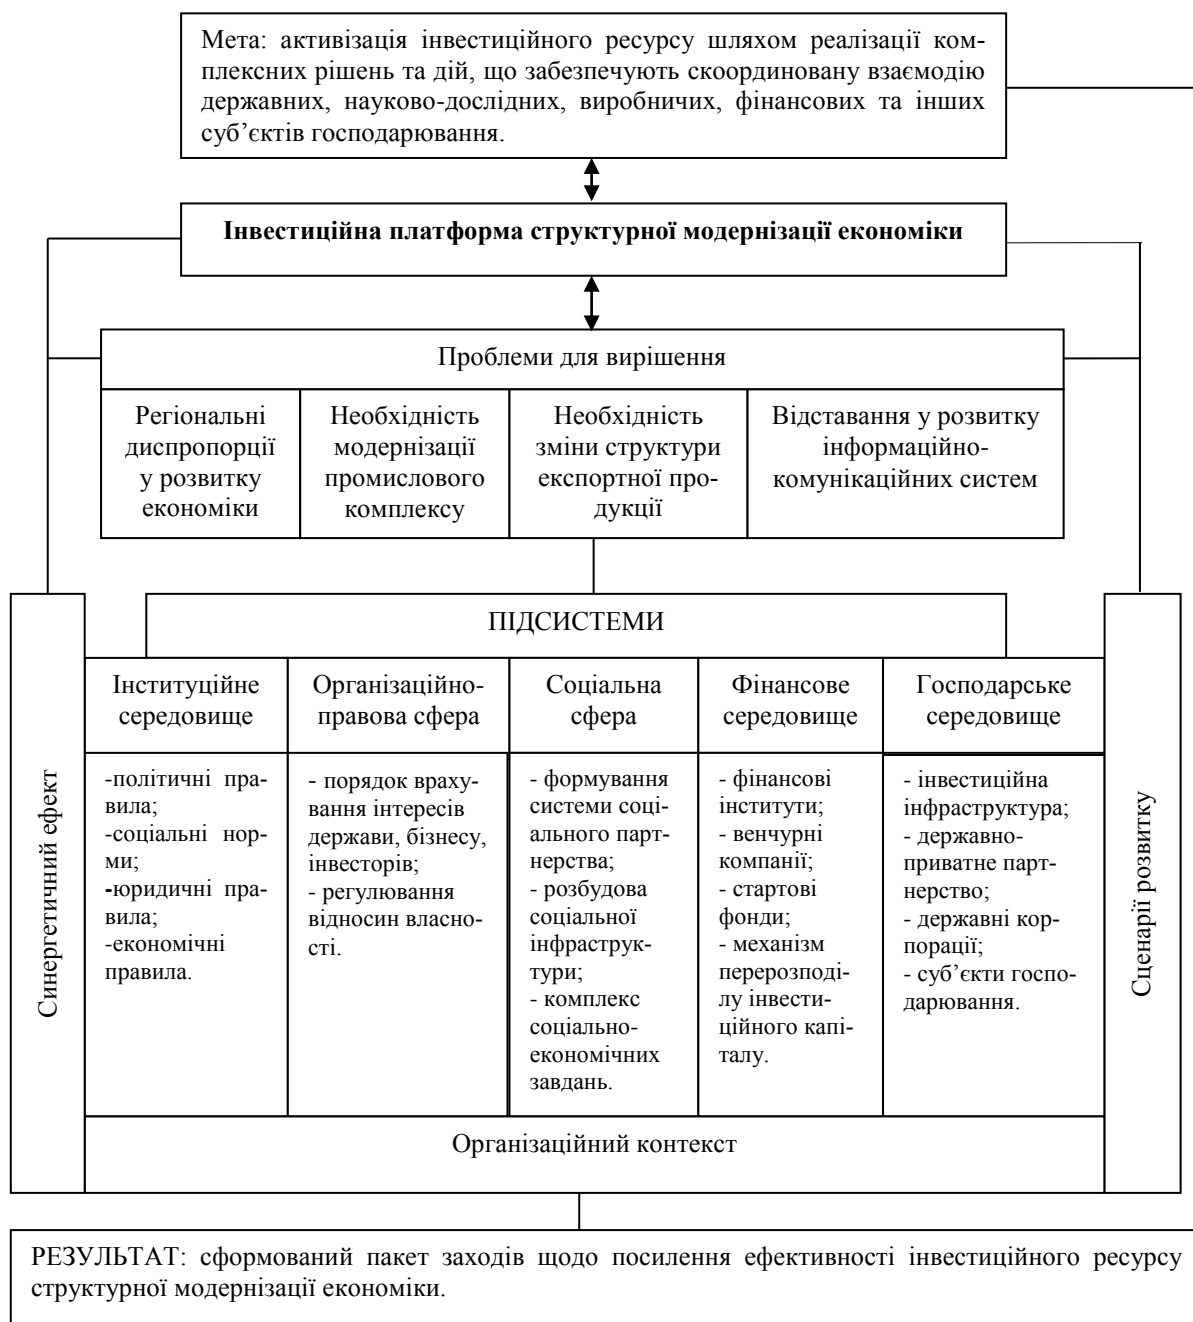 Мета: активізація інвестиційного ресурсу шляхом реалізації ком-
плексних рішень та дій, що забезпечують скоординовану взаємодію
державних, науково-дослідних, виробничих, фінансових та інших
суб’єктів господарювання.
Інвестиційна платформа структурної модернізації економіки
Проблеми для вирішення
Регіональні
диспропорції
у розвитку
економіки
Необхідність
модернізації
промислового
комплексу
Необхідність
зміни структури
експортної про-
дукції
Відставання у розвитку
інформаційно-
комунікаційних систем
Синергетичний ефект
ПІДСИСТЕМИ
Інституційне
середовище
-політичні пра-
вила;
-соціальні нор-
ми;
-юридичні пра-
вила;
-економічні
правила.
Організаційно-
правова сфера
- порядок враху-
вання інтересів
держави, бізнесу,
інвесторів;
- регулювання
відносин власно-
сті.
Соціальна
сфера
- формування
системи соці-
ального парт-
нерства;
- розбудова
соціальної
інфраструк-
тури;
- комплекс
соціально-
економічних
завдань.
Фінансове
середовище
- фінансові
інститути;
- венчурні
компанії;
- стартові
фонди;
- механізм
перерозподі-
лу інвести-
ційного капі-
талу.
Господарське
середовище
- інвестиційна
інфраструктура;
- державно-
приватне парт-
нерство;
- державні кор-
порації;
- суб’єкти госпо-
дарювання.
Сценарії розвитку
Організаційний контекст
РЕЗУЛЬТАТ: сформований пакет заходів щодо посилення ефективності інвестиційного ресурсу
структурної модернізації економіки.